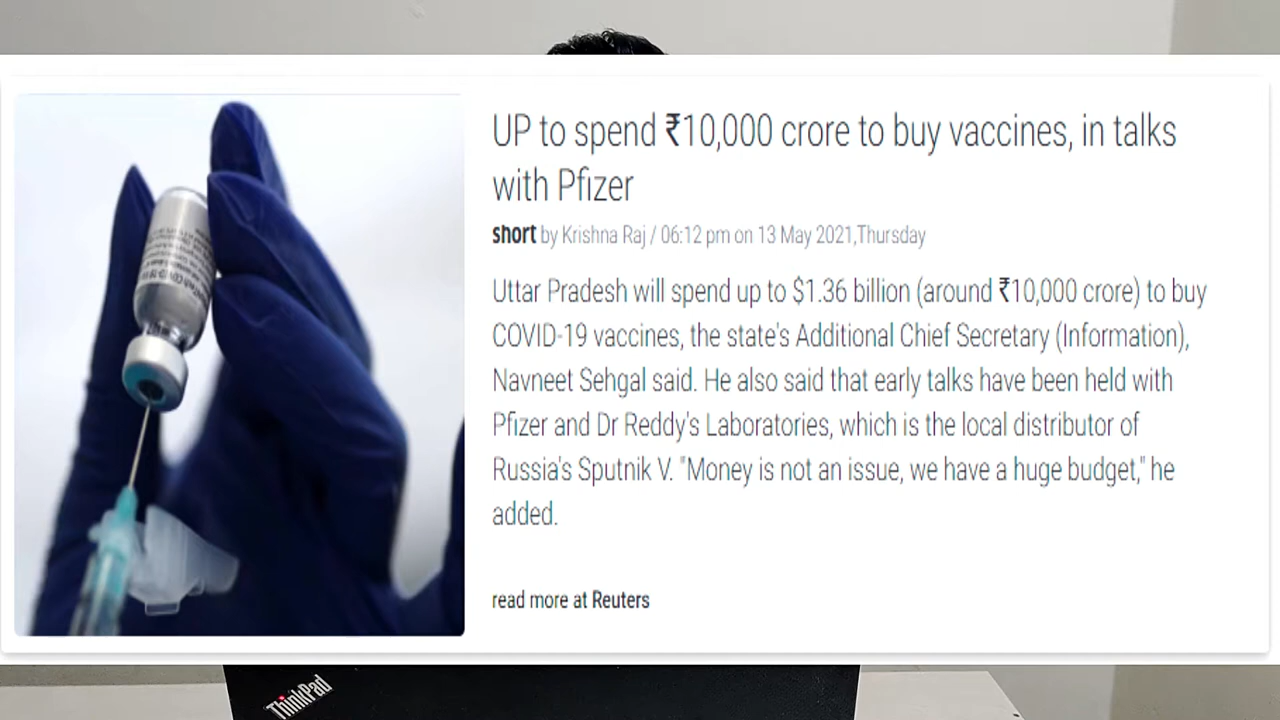 UP to spend ₹10,000 crore to buy vaccines, in talks
with Pfizer
short by Krishna Raj / 06:12 pm on 13 May 2021,Thursday
Uttar Pradesh will spend up to $1.36 billion (around ₹10,000 crore) to buy
COVID-19 vaccines, the state's Additional Chief Secretary (Information),
Navneet Sehgal said. He also said that early talks have been held with
Pfizer and Dr Reddy's Laboratories, which is the local distributor of
Russia's Sputnik V. "Money is not an issue, we have a huge budget," he
added.
read more at Reuters
ThinkPad